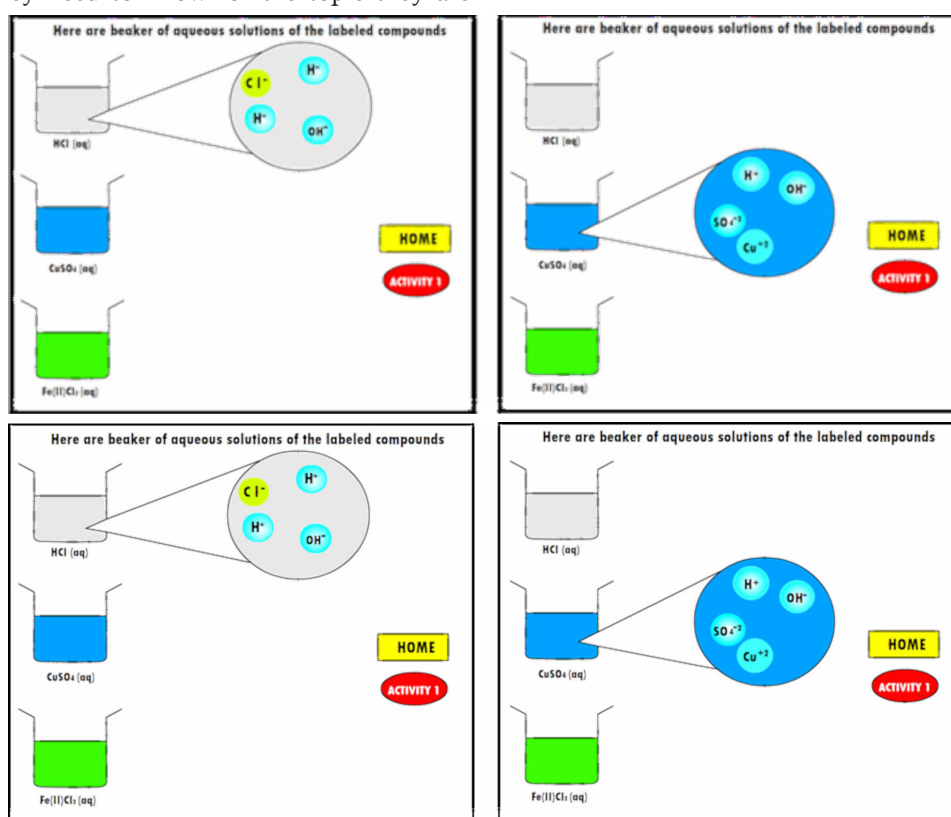 Here are beaker of aqueous solutions of the labeled compounds
H⁺
Cl⁻
H⁺
OH⁻
HCl (aq)
CuSO₄ (aq)
HOME
ACTIVITY 1
Fe(II)Cl₂ (aq)
Here are beaker of aqueous solutions of the labeled compounds
HCl (aq)
H⁺
OH⁻
SO₄⁻²
Cu⁺²
CuSO₄ (aq)
HOME
ACTIVITY 1
Fe(II)Cl₂ (aq)
Here are beaker of aqueous solutions of the labeled compounds
H⁺
Cl⁻
H⁺
OH⁻
HCl (aq)
CuSO₄ (aq)
HOME
ACTIVITY 1
Fe(II)Cl₂ (aq)
Here are beaker of aqueous solutions of the labeled compounds
HCl (aq)
H⁺
OH⁻
SO₄⁻²
Cu⁺²
CuSO₄ (aq)
HOME
ACTIVITY 1
Fe(II)Cl₂ (aq)